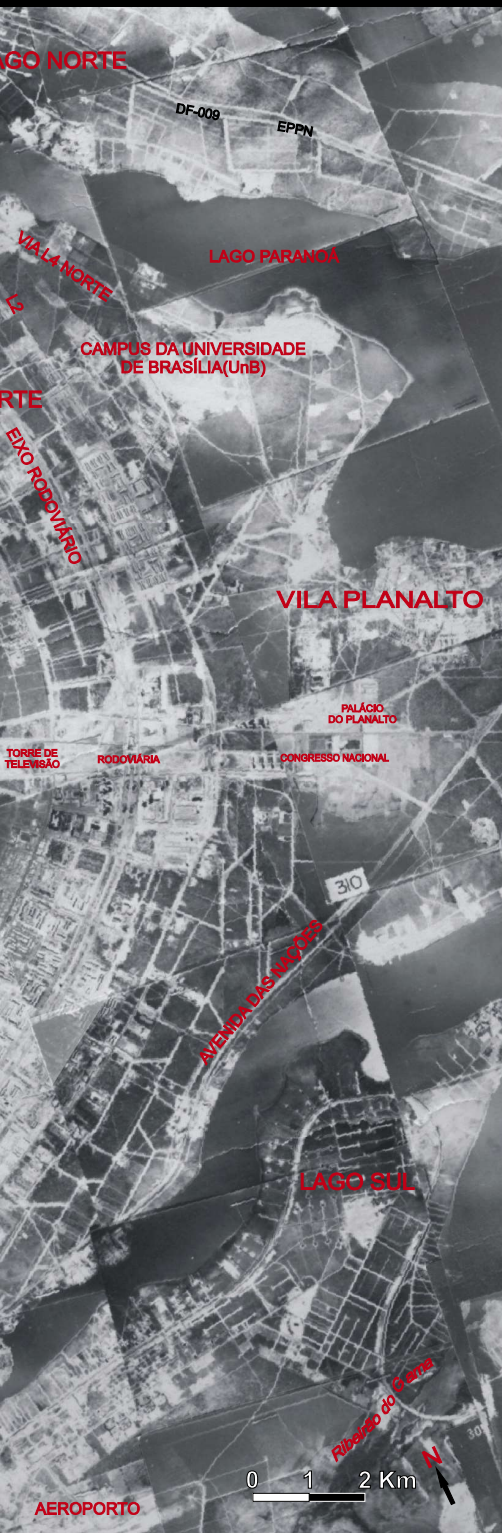 AGO NORTE
DF-009
EPPN
VIA L4 NORTE
LAGO PARANOÁ
L2
CAMPUS DA UNIVERSIDADE
DE BRASÍLIA(UnB)
RTE
EIXO RODOVIÁRIO
VILA PLANALTO
PALÁCIO
DO PLANALTO
TORRE DE
TELEVISÃO
RODOVIÁRIA
CONGRESSO NACIONAL
310
AVENIDA DAS NAÇÕES
LAGO SUL
Ribeirão do Gama
N
0 1 2 Km
AEROPORTO